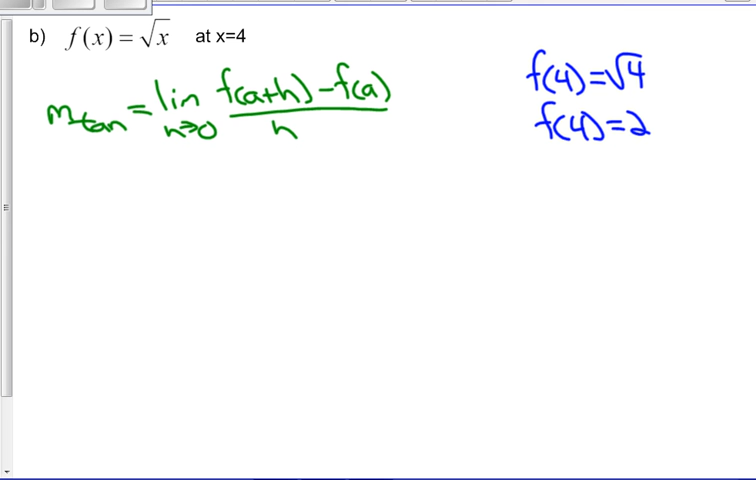 b) f(x) = √x at x=4
m_tan = lim_{h→0} (f(a+h) - f(a)) / h
f(4)=√4
f(4)=2